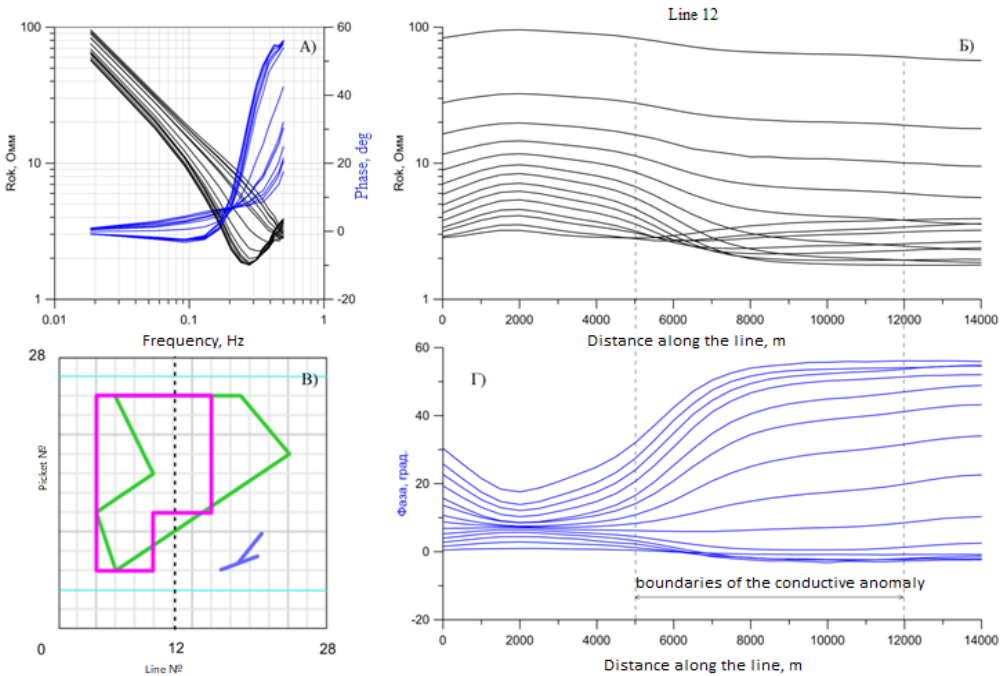 Line 12
100
10
1
Rok, Омм
А)
60
40
20
0
-20
Phase, deg
0.01
0.1
1
Frequency, Hz
100
10
1
Rok, Омм
Б)
0
2000
4000
6000
8000
10000
12000
14000
Distance along the line, m
28
В)
Picket №
0
12
28
Line №
60
40
20
0
-20
Фаза, град.
Г)
boundaries of the conductive anomaly
0
2000
4000
6000
8000
10000
12000
14000
Distance along the line, m